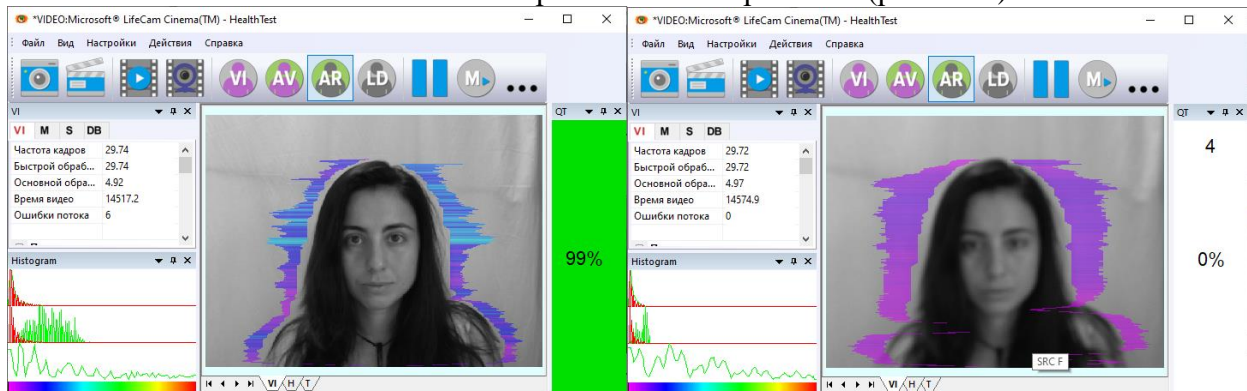 *VIDEO:Microsoft® LifeCam Cinema(TM) - HealthTest
Файл Вид Настройки Действия Справка
VI AV AR LD M
VI
VI M S DB
Частота кадров 29.74
Быстрой обраб... 29.74
Основной обра... 4.92
Время видео 14517.2
Ошибки потока 6
Histogram
VI H T
QT
99%
*VIDEO:Microsoft® LifeCam Cinema(TM) - HealthTest
Файл Вид Настройки Действия Справка
VI AV AR LD M
VI
VI M S DB
Частота кадров 29.72
Быстрой обраб... 29.72
Основной обра... 4.97
Время видео 14574.9
Ошибки потока 0
Histogram
SRC F
VI H T
QT
4
0%